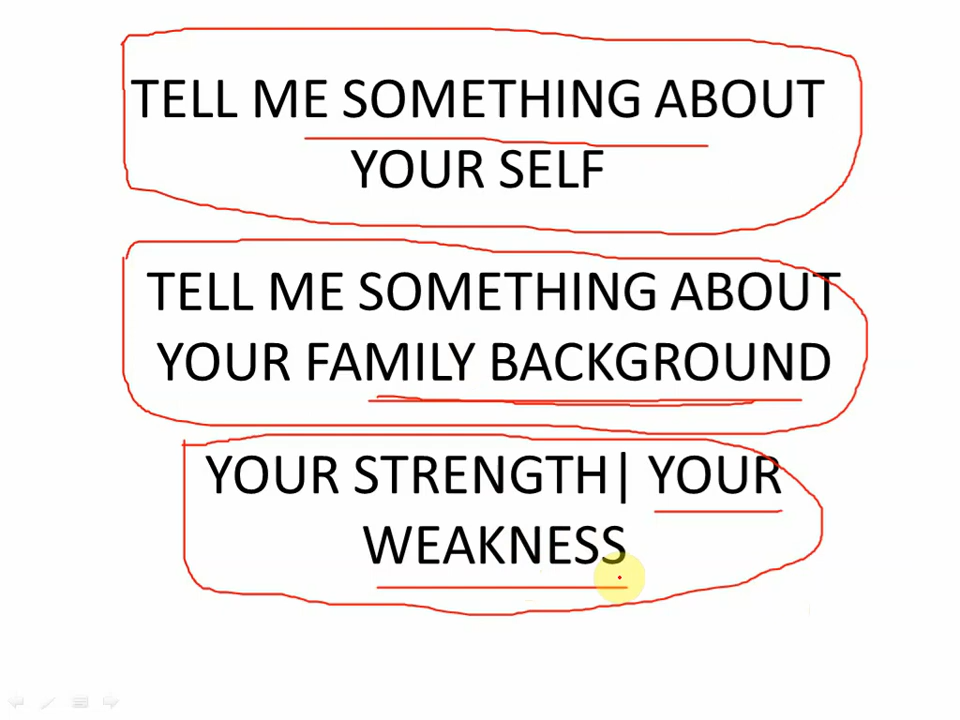 TELL ME SOMETHING ABOUT
YOUR SELF
TELL ME SOMETHING ABOUT
YOUR FAMILY BACKGROUND
YOUR STRENGTH| YOUR
WEAKNESS